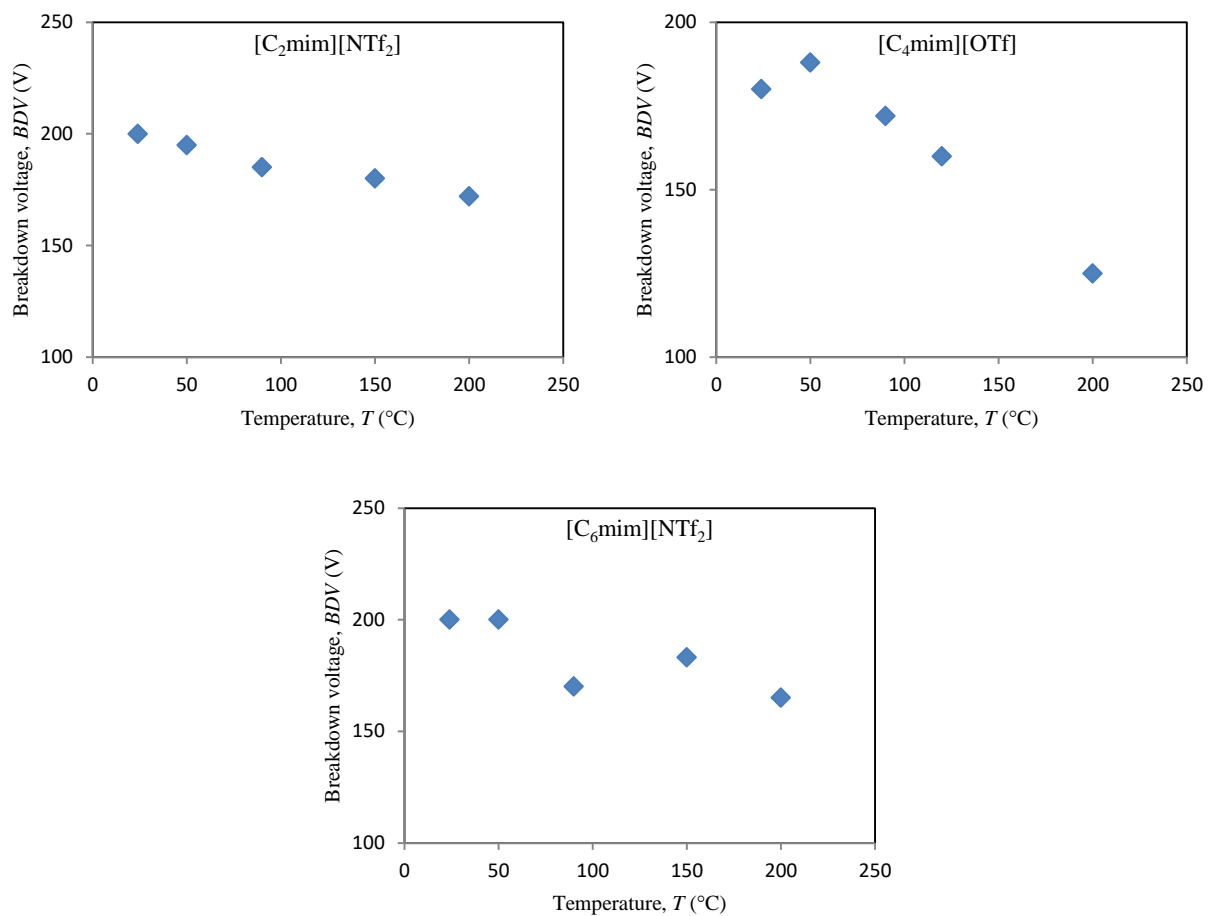 [C₂mim][NTf₂]
Breakdown voltage, BDV (V)
250
200
150
100
0 50 100 150 200 250
Temperature, T (°C)
[C₄mim][OTf]
Breakdown voltage, BDV (V)
200
150
100
0 50 100 150 200 250
Temperature, T (°C)
[C₆mim][NTf₂]
Breakdown voltage, BDV (V)
250
200
150
100
0 50 100 150 200 250
Temperature, T (°C)